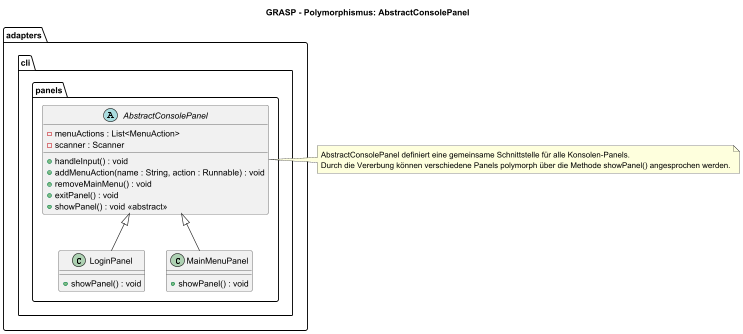 GRASP - Polymorphismus: AbstractConsolePanel
adapters
cli
panels
A AbstractConsolePanel
menuActions : List<MenuAction>
scanner : Scanner
handleInput() : void
addMenuAction(name : String, action : Runnable) : void
removeMainMenu() : void
exitPanel() : void
showPanel() : void «abstract»
AbstractConsolePanel definiert eine gemeinsame Schnittstelle für alle Konsolen-Panels.
Durch die Vererbung können verschiedene Panels polymorph über die Methode showPanel() angesprochen werden.
C LoginPanel
showPanel() : void
C MainMenuPanel
showPanel() : void